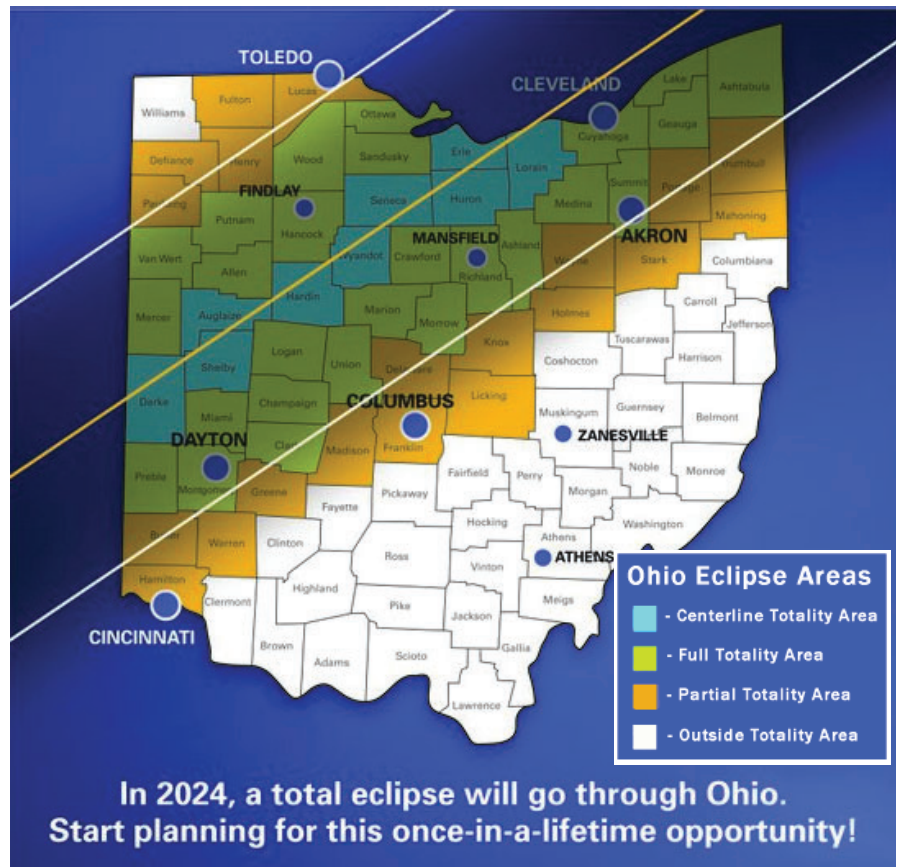 TOLEDO
CLEVELAND
Williams
Fulton
Lucas
Ottawa
Lake
Ashtabula
Geauga
Cuyahoga
Defiance
Henry
Wood
Sandusky
Erie
Lorain
Trumbull
Portage
Summit
Medina
Paulding
FINDLAY
Seneca
Huron
Putnam
Hancock
MANSFIELD
Ashland
AKRON
Mahoning
Van Wert
Allen
Wyandot
Crawford
Richland
Wayne
Stark
Columbiana
Mercer
Auglaize
Hardin
Marion
Morrow
Holmes
Carroll
Jefferson
Tuscarawas
Logan
Union
Knox
Coshocton
Harrison
Shelby
Delaware
Darke
Champaign
COLUMBUS
Licking
Muskingum
Guernsey
Belmont
Miami
DAYTON
Clark
Madison
Franklin
ZANESVILLE
Preble
Montgomery
Greene
Fairfield
Perry
Noble
Monroe
Pickaway
Morgan
Fayette
Washington
Butler
Warren
Clinton
Hocking
Athens
Ross
ATHENS
Hamilton
Vinton
Highland
Clermont
Pike
Jackson
Meigs
CINCINNATI
Brown
Adams
Scioto
Gallia
Lawrence
Ohio Eclipse Areas
- Centerline Totality Area
- Full Totality Area
- Partial Totality Area
- Outside Totality Area
In 2024, a total eclipse will go through Ohio.
Start planning for this once-in-a-lifetime opportunity!